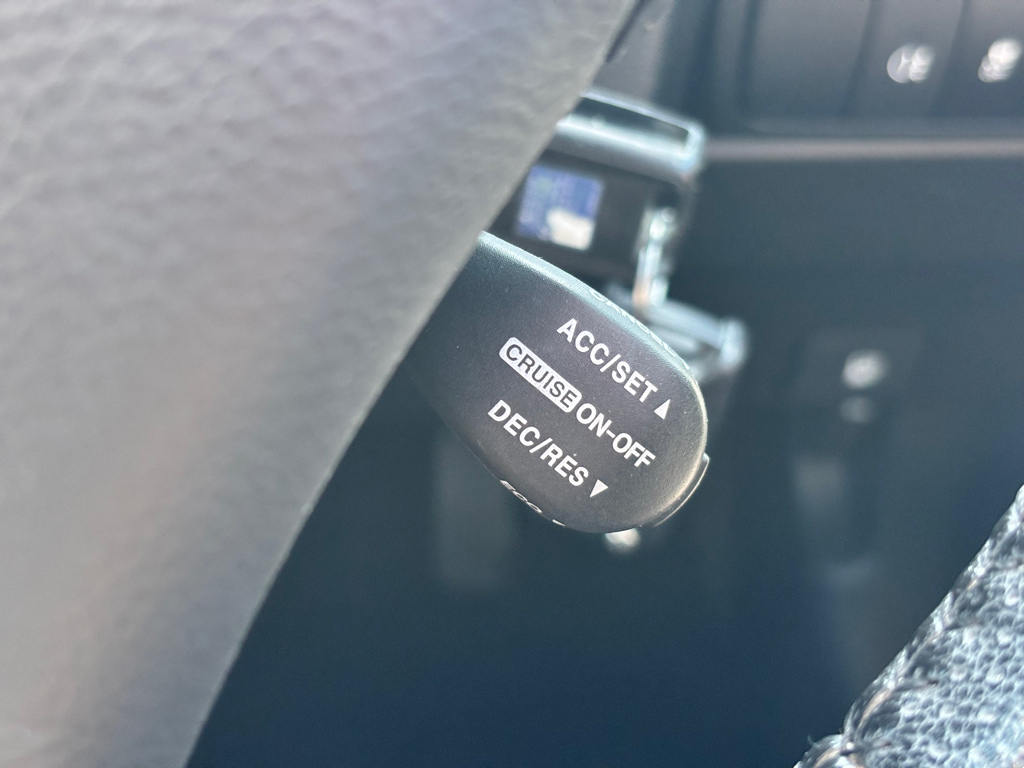 ACC/SET ▲
CRUISE ON-OFF
DEC/RES ▼